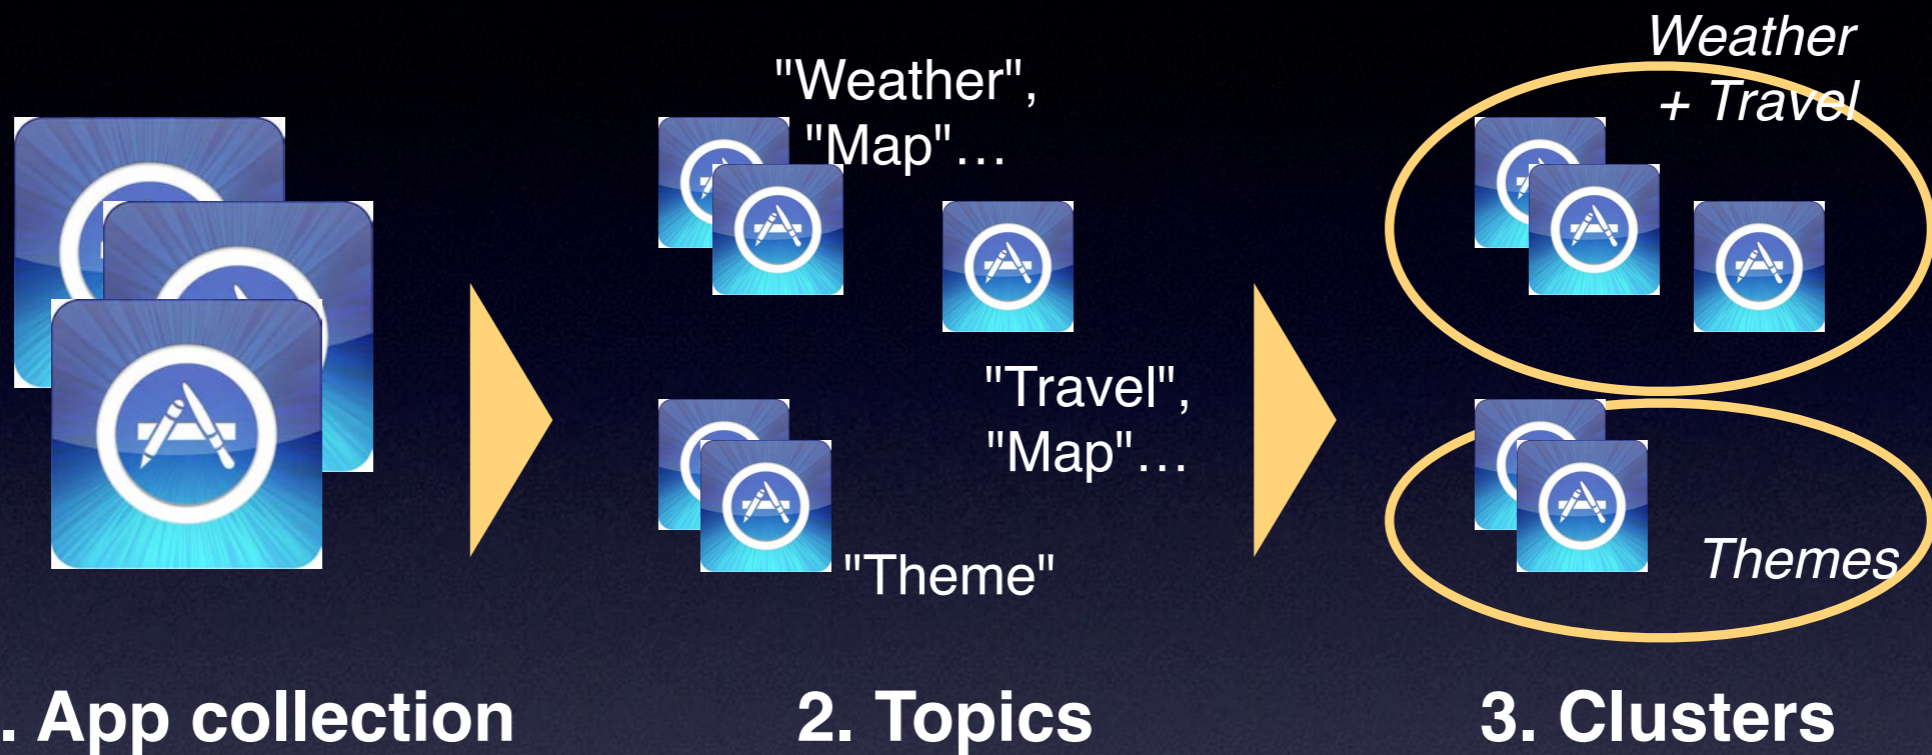 "Weather",
"Map"…
"Travel",
"Map"…
"Theme"
Weather
+ Travel
Themes
. App collection
2. Topics
3. Clusters